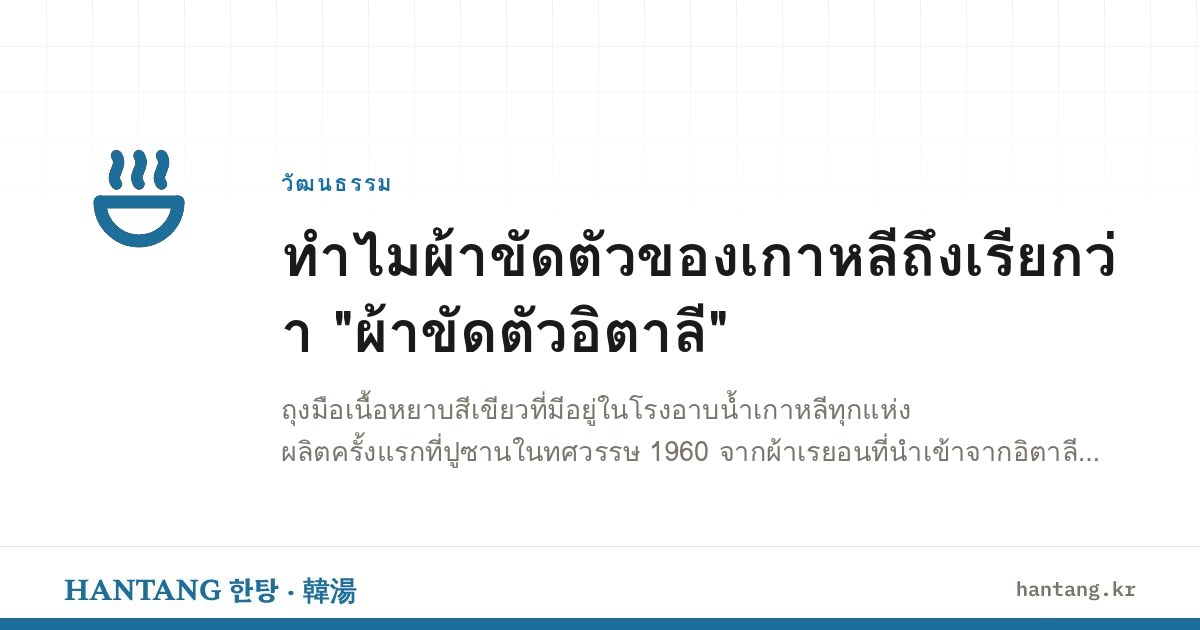 วัฒนธรรม
ทำไมผ้าขัดตัวของเกาหลีถึงเรียกว่
า "ผ้าขัดตัวอิตาลี"
ถุงมือเนื้อหยาบสีเขียวที่มีอยู่ในโรงอาบน้ำเกาหลีทุกแห่ง
ผลิตครั้งแรกที่ปูซานในทศวรรษ 1960 จากผ้าเรยอนที่นำเข้าจากอิตาลี...
HANTANG 한탕 · 韓湯
hantang.kr